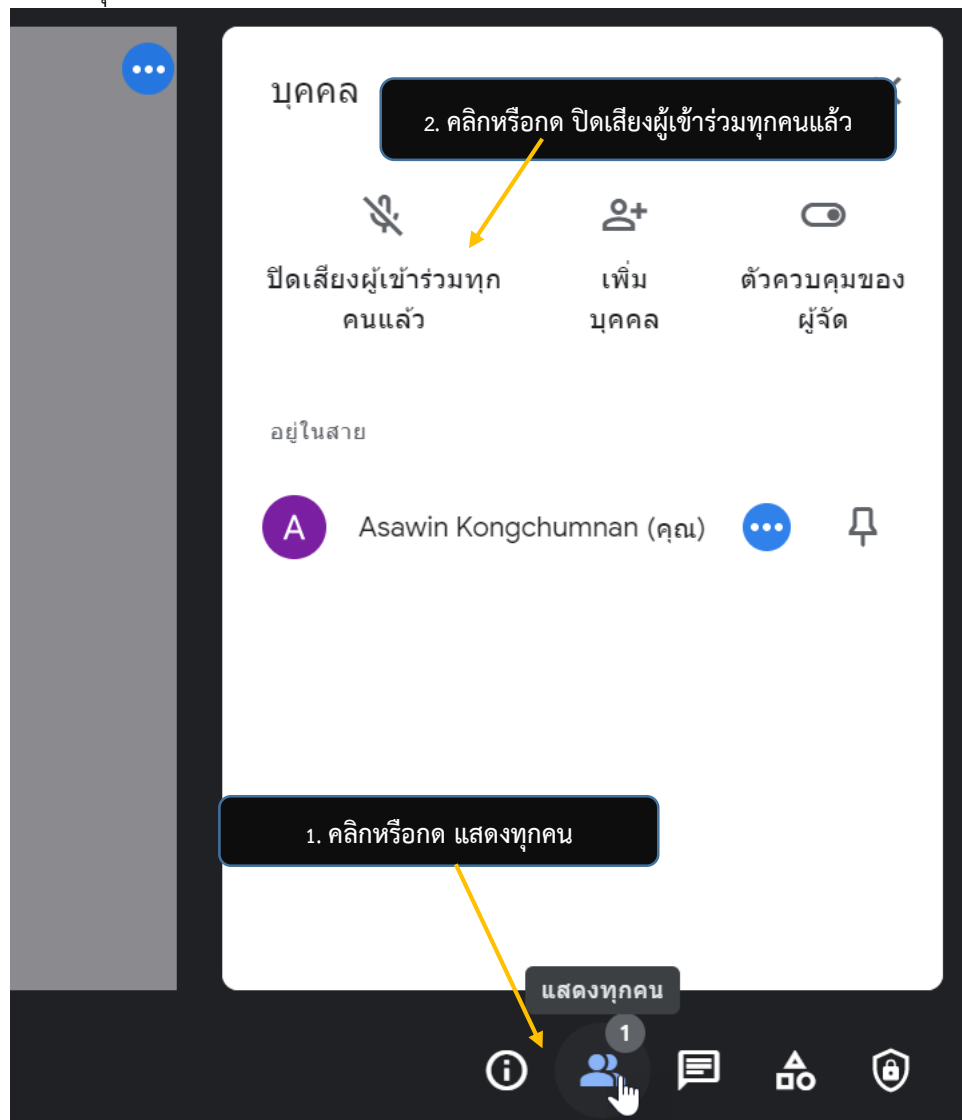 บุคคล
2. คลิกหรือกด ปิดเสียงผู้เข้าร่วมทุกคนแล้ว
ปิดเสียงผู้เข้าร่วมทุก
คนแล้ว
เพิ่ม
บุคคล
ตัวควบคุมของ
ผู้จัด
อยู่ในสาย
A
Asawin Kongchumnan (คุณ)
1. คลิกหรือกด แสดงทุกคน
แสดงทุกคน
1